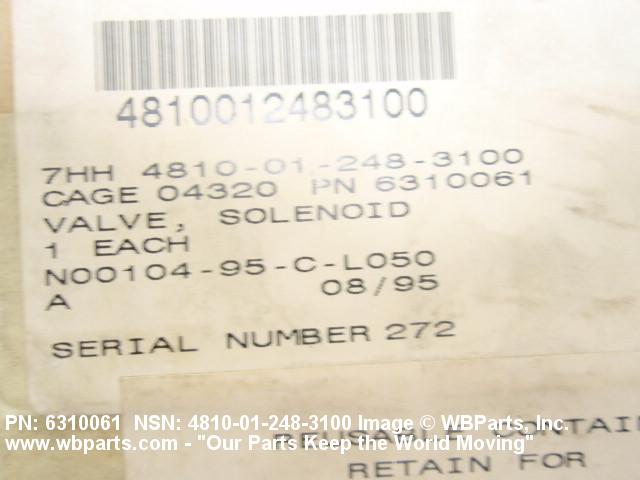 4810012483100
7HH 4810-01-248-3100
CAGE 04320 PN 6310061
VALVE, SOLENOID
1 EACH
N00104-95-C-L050
A 08/95
SERIAL NUMBER 272
PN: 6310061 NSN: 4810-01-248-3100 Image © WBParts, Inc.
REUSABLE CONTAIN
www.wbparts.com - "Our Parts Keep the World Moving"
RETAIN FOR